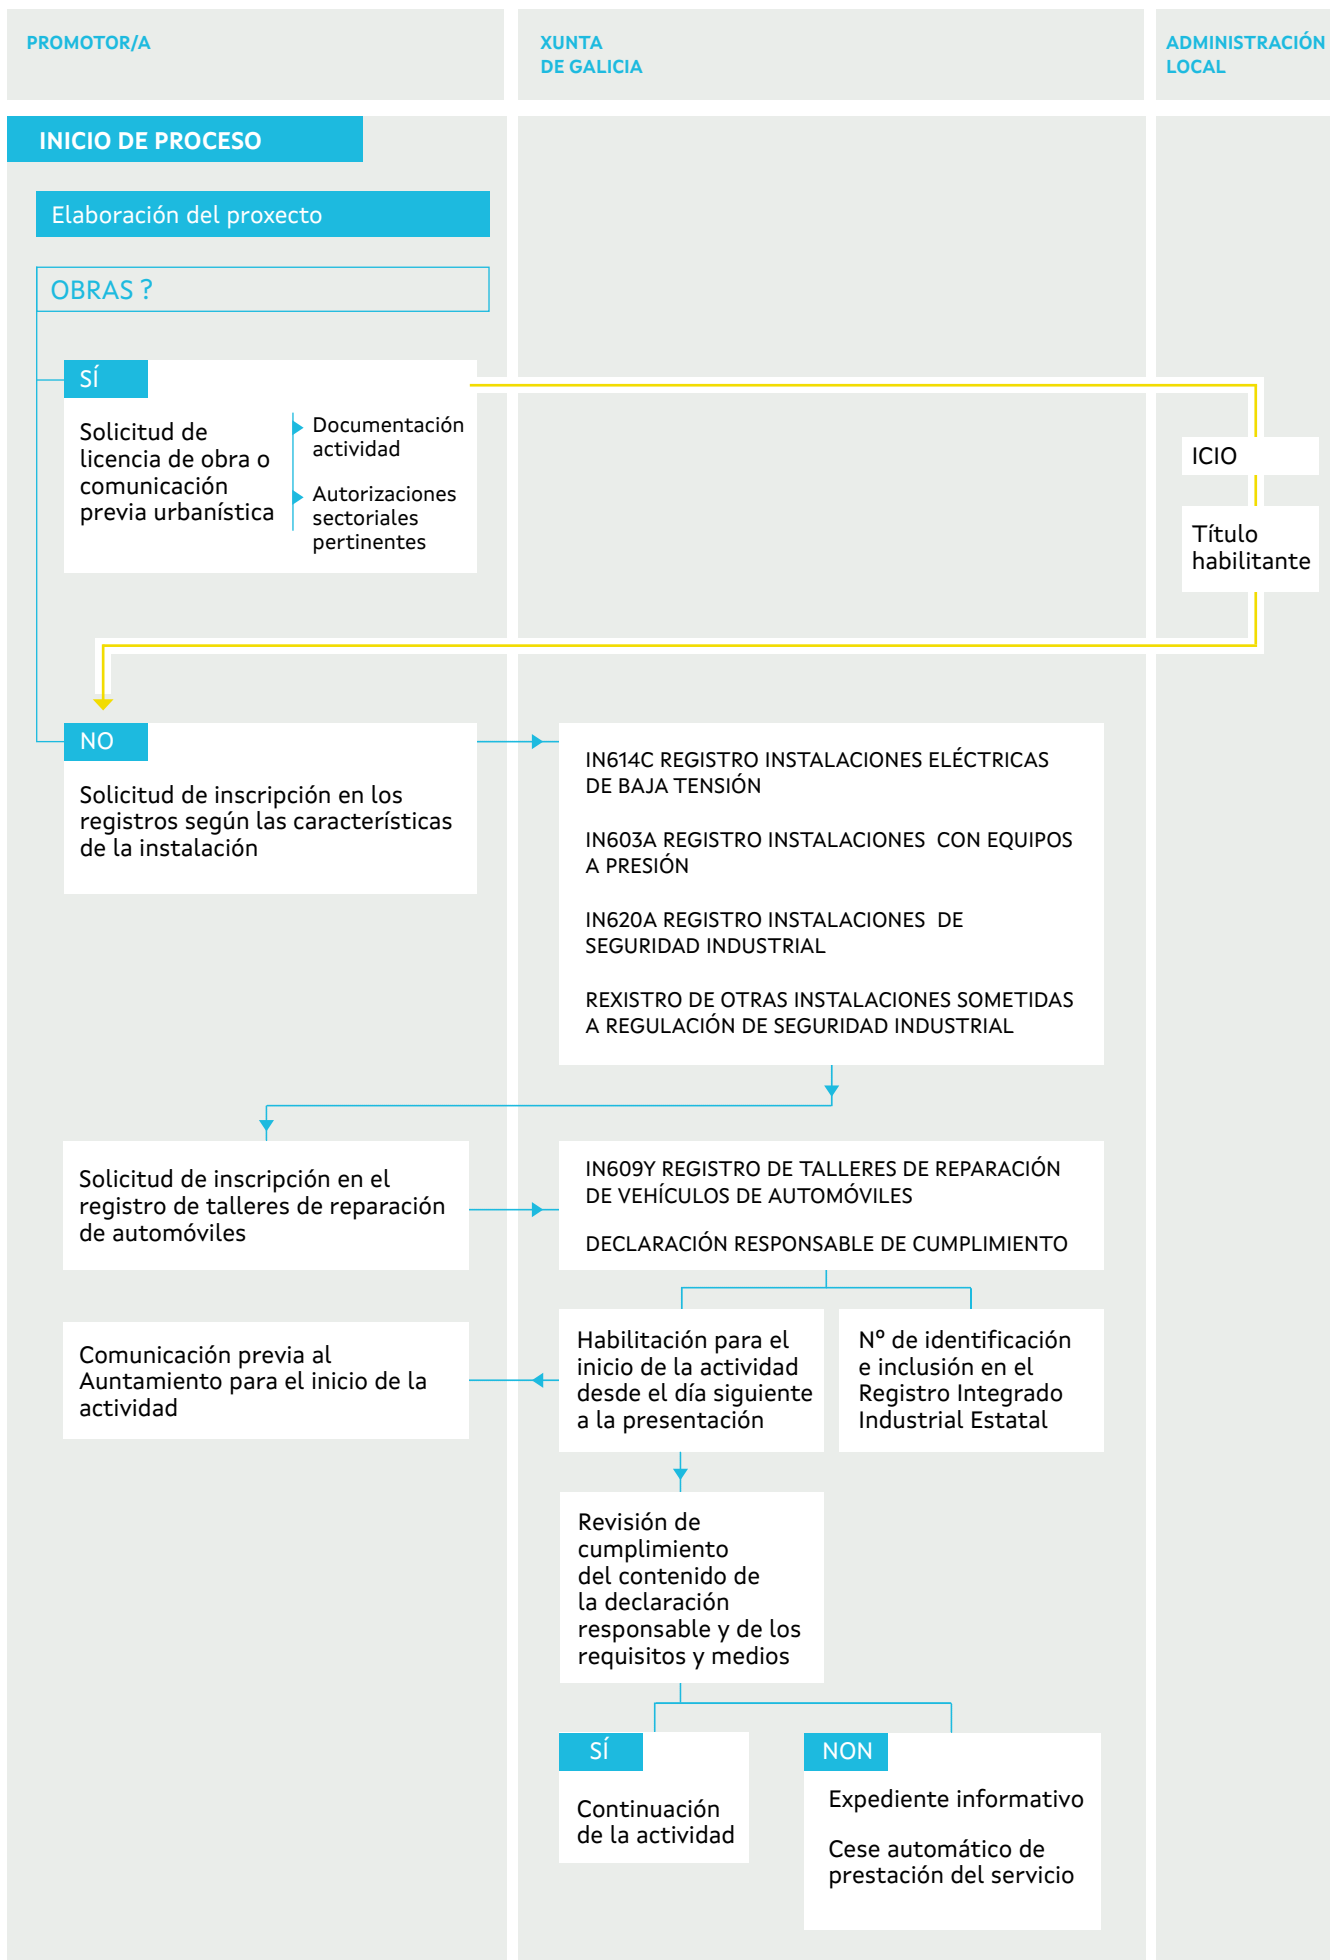 PROMOTOR/A
XUNTA
DE GALICIA
ADMINISTRACIÓN
LOCAL
INICIO DE PROCESO
Elaboración del proxecto
OBRAS ?
SÍ
Solicitud de
licencia de obra o
comunicación
previa urbanística
Documentación
actividad
Autorizaciones
sectoriales
pertinentes
ICIO
Título
habilitante
NO
Solicitud de inscripción en los
registros según las características
de la instalación
IN614C REGISTRO INSTALACIONES ELÉCTRICAS
DE BAJA TENSIÓN
IN603A REGISTRO INSTALACIONES CON EQUIPOS
A PRESIÓN
IN620A REGISTRO INSTALACIONES DE
SEGURIDAD INDUSTRIAL
REXISTRO DE OTRAS INSTALACIONES SOMETIDAS
A REGULACIÓN DE SEGURIDAD INDUSTRIAL
Solicitud de inscripción en el
registro de talleres de reparación
de automóviles
IN609Y REGISTRO DE TALLERES DE REPARACIÓN
DE VEHÍCULOS DE AUTOMÓVILES
DECLARACIÓN RESPONSABLE DE CUMPLIMIENTO
Comunicación previa al
Auntamiento para el inicio de la
actividad
Habilitación para el
inicio de la actividad
desde el día siguiente
a la presentación
Nº de identificación
e inclusión en el
Registro Integrado
Industrial Estatal
Revisión de
cumplimiento
del contenido de
la declaración
responsable y de los
requisitos y medios
SÍ
Continuación
de la actividad
NON
Expediente informativo
Cese automático de
prestación del servicio